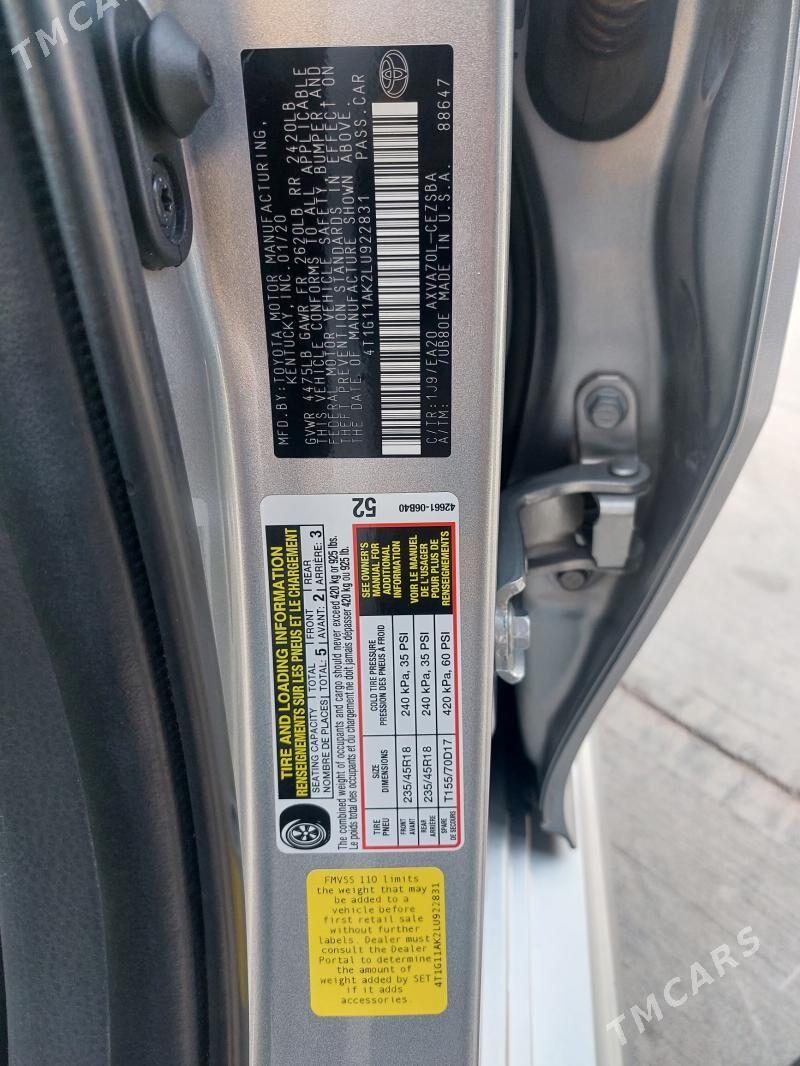 TMCARS
MFD.BY:TOYOTA MOTOR MANUFACTURING,
KENTUCKY, INC. 01/20
GVWR 4475LB GAWR FR 2620LB RR 2420LB
THIS VEHICLE CONFORMS TO ALL APPLICABLE
FEDERAL MOTOR VEHICLE SAFETY, BUMPER, AND
THEFT PREVENTION STANDARDS IN EFFECT ON
THE DATE OF MANUFACTURE SHOWN ABOVE.
4T1G11AK2LU922831 PASS.CAR
C/TR:1J9/EA20 AXVA70L-CEZSBA
A/TM: 70B80E MADE IN U.S.A. 88647
TIRE AND LOADING INFORMATION
RENSEIGNEMENTS SUR LES PNEUS ET LE CHARGEMENT
SEATING CAPACITY | TOTAL | FRONT | REAR
NOMBRE DE PLACES | TOTAL: 5 | AVANT: 2 | ARRIÈRE: 3
The combined weight of occupants and cargo should never exceed 420 kg or 925 lbs.
Le poids total des occupants et du chargement ne doit jamais dépasser 420 kg ou 925 lb.
52
TIRE SIZE COLD TIRE PRESSURE
PNEU DIMENSIONS PRESSION DES PNEUS À FROID
FRONT
AVANT
235/45R18 240 kPa, 35 PSI
REAR
ARRIÈRE
235/45R18 240 kPa, 35 PSI
SPARE
DE SECOURS
T155/70D17 420 kPa, 60 PSI
SEE OWNER'S
MANUAL FOR
ADDITIONAL
INFORMATION
VOIR LE MANUEL
DE L'USAGER
POUR PLUS DE
RENSEIGNEMENTS
42661-06B40
FMVSS 110 limits
the weight that may
be added to a
vehicle before
first retail sale
without further
labels. Dealer must
consult the Dealer
Portal to determine
the amount of
weight added by SET
if it adds
accessories.
4T1G11AK2LU922831
TMCARS